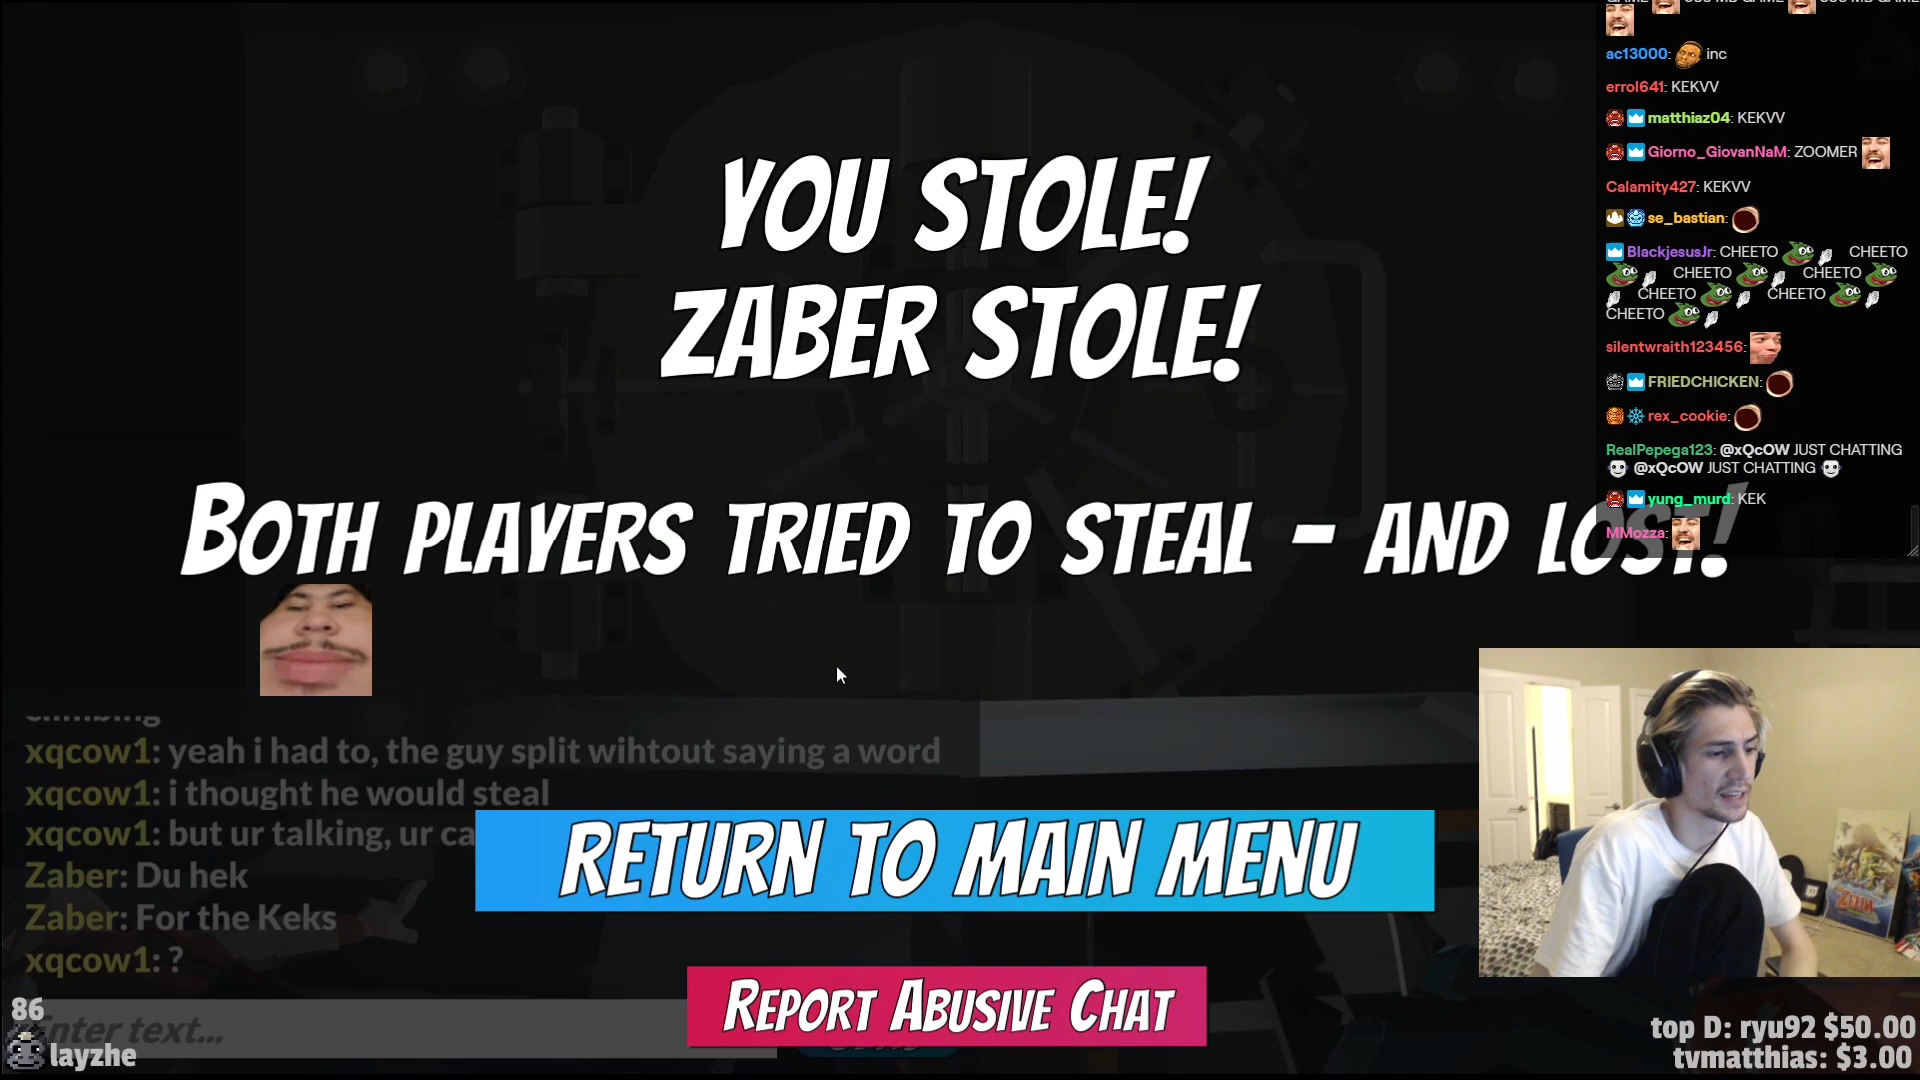 YOU STOLE!
ZABER STOLE!
BOTH PLAYERS TRIED TO STEAL - AND LOST!
xqcow1: yeah i had to, the guy split wihtout saying a word
xqcow1: i thought he would steal
xqcow1: but ur talking, ur ca
Zaber: Du hek
Zaber: For the Keks
xqcow1: ?
Enter text...
RETURN TO MAIN MENU
REPORT ABUSIVE CHAT
86
layzhe
ac13000: inc
errol641: KEKVV
matthiaz04: KEKVV
Giorno_GiovanNaM: ZOOMER
Calamity427: KEKVV
se_bastian:
BlackjesusJr: CHEETO CHEETO
CHEETO CHEETO
CHEETO CHEETO
CHEETO
silentwraith123456:
FRIEDCHICKEN:
rex_cookie:
RealPepega123: @xQcOW JUST CHATTING
@xQcOW JUST CHATTING
yung_murd: KEK
MMozza:
ZELDA
top D: ryu92 $50.00
tvmatthias: $3.00